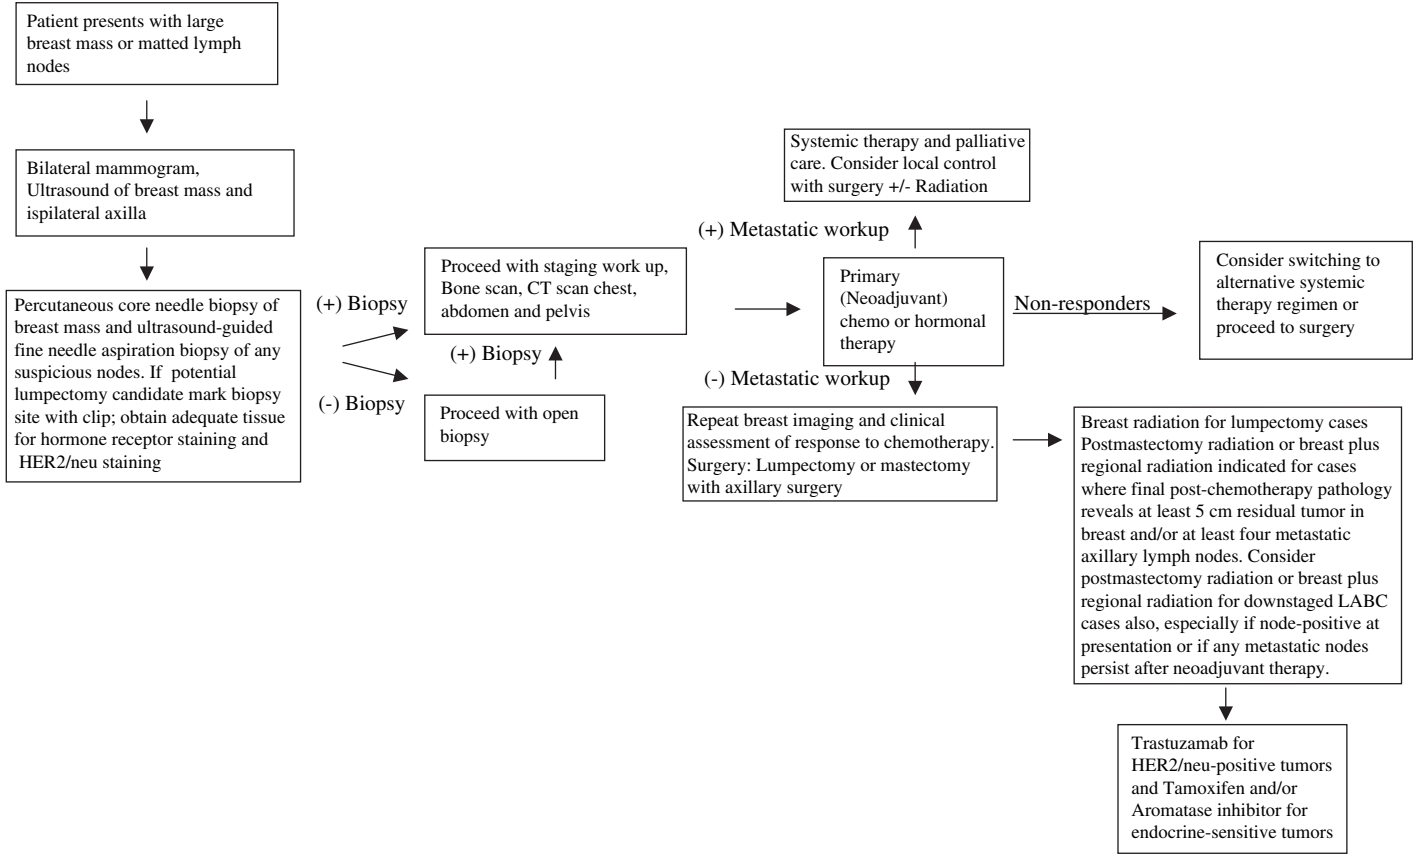 Patient presents with large
breast mass or matted lymph
nodes
Bilateral mammogram,
Ultrasound of breast mass and
ispilateral axilla
Percutaneous core needle biopsy of
breast mass and ultrasound-guided
fine needle aspiration biopsy of any
suspicious nodes. If potential
lumpectomy candidate mark biopsy
site with clip; obtain adequate tissue
for hormone receptor staining and
HER2/neu staining
(+) Biopsy
(-) Biopsy
Proceed with staging work up,
Bone scan, CT scan chest,
abdomen and pelvis
(+) Biopsy
Proceed with open
biopsy
Systemic therapy and palliative
care. Consider local control
with surgery +/- Radiation
(+) Metastatic workup
Primary
(Neoadjuvant)
chemo or hormonal
therapy
Non-responders
Consider switching to
alternative systemic
therapy regimen or
proceed to surgery
(-) Metastatic workup
Repeat breast imaging and clinical
assessment of response to chemotherapy.
Surgery: Lumpectomy or mastectomy
with axillary surgery
Breast radiation for lumpectomy cases
Postmastectomy radiation or breast plus
regional radiation indicated for cases
where final post-chemotherapy pathology
reveals at least 5 cm residual tumor in
breast and/or at least four metastatic
axillary lymph nodes. Consider
postmastectomy radiation or breast plus
regional radiation for downstaged LABC
cases also, especially if node-positive at
presentation or if any metastatic nodes
persist after neoadjuvant therapy.
Trastuzamab for
HER2/neu-positive tumors
and Tamoxifen and/or
Aromatase inhibitor for
endocrine-sensitive tumors